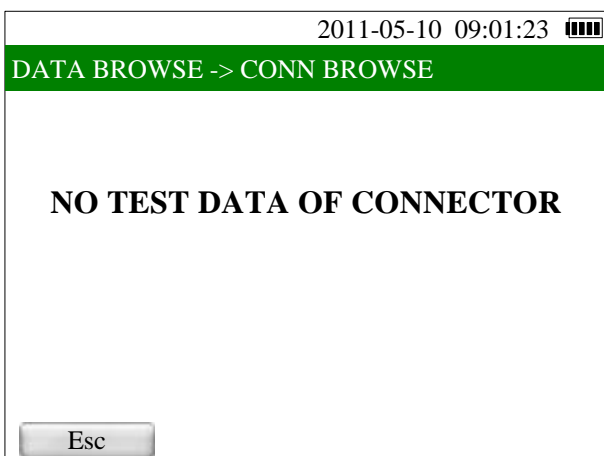 2011-05-10 09:01:23
DATA BROWSE -> CONN BROWSE
NO TEST DATA OF CONNECTOR
Esc